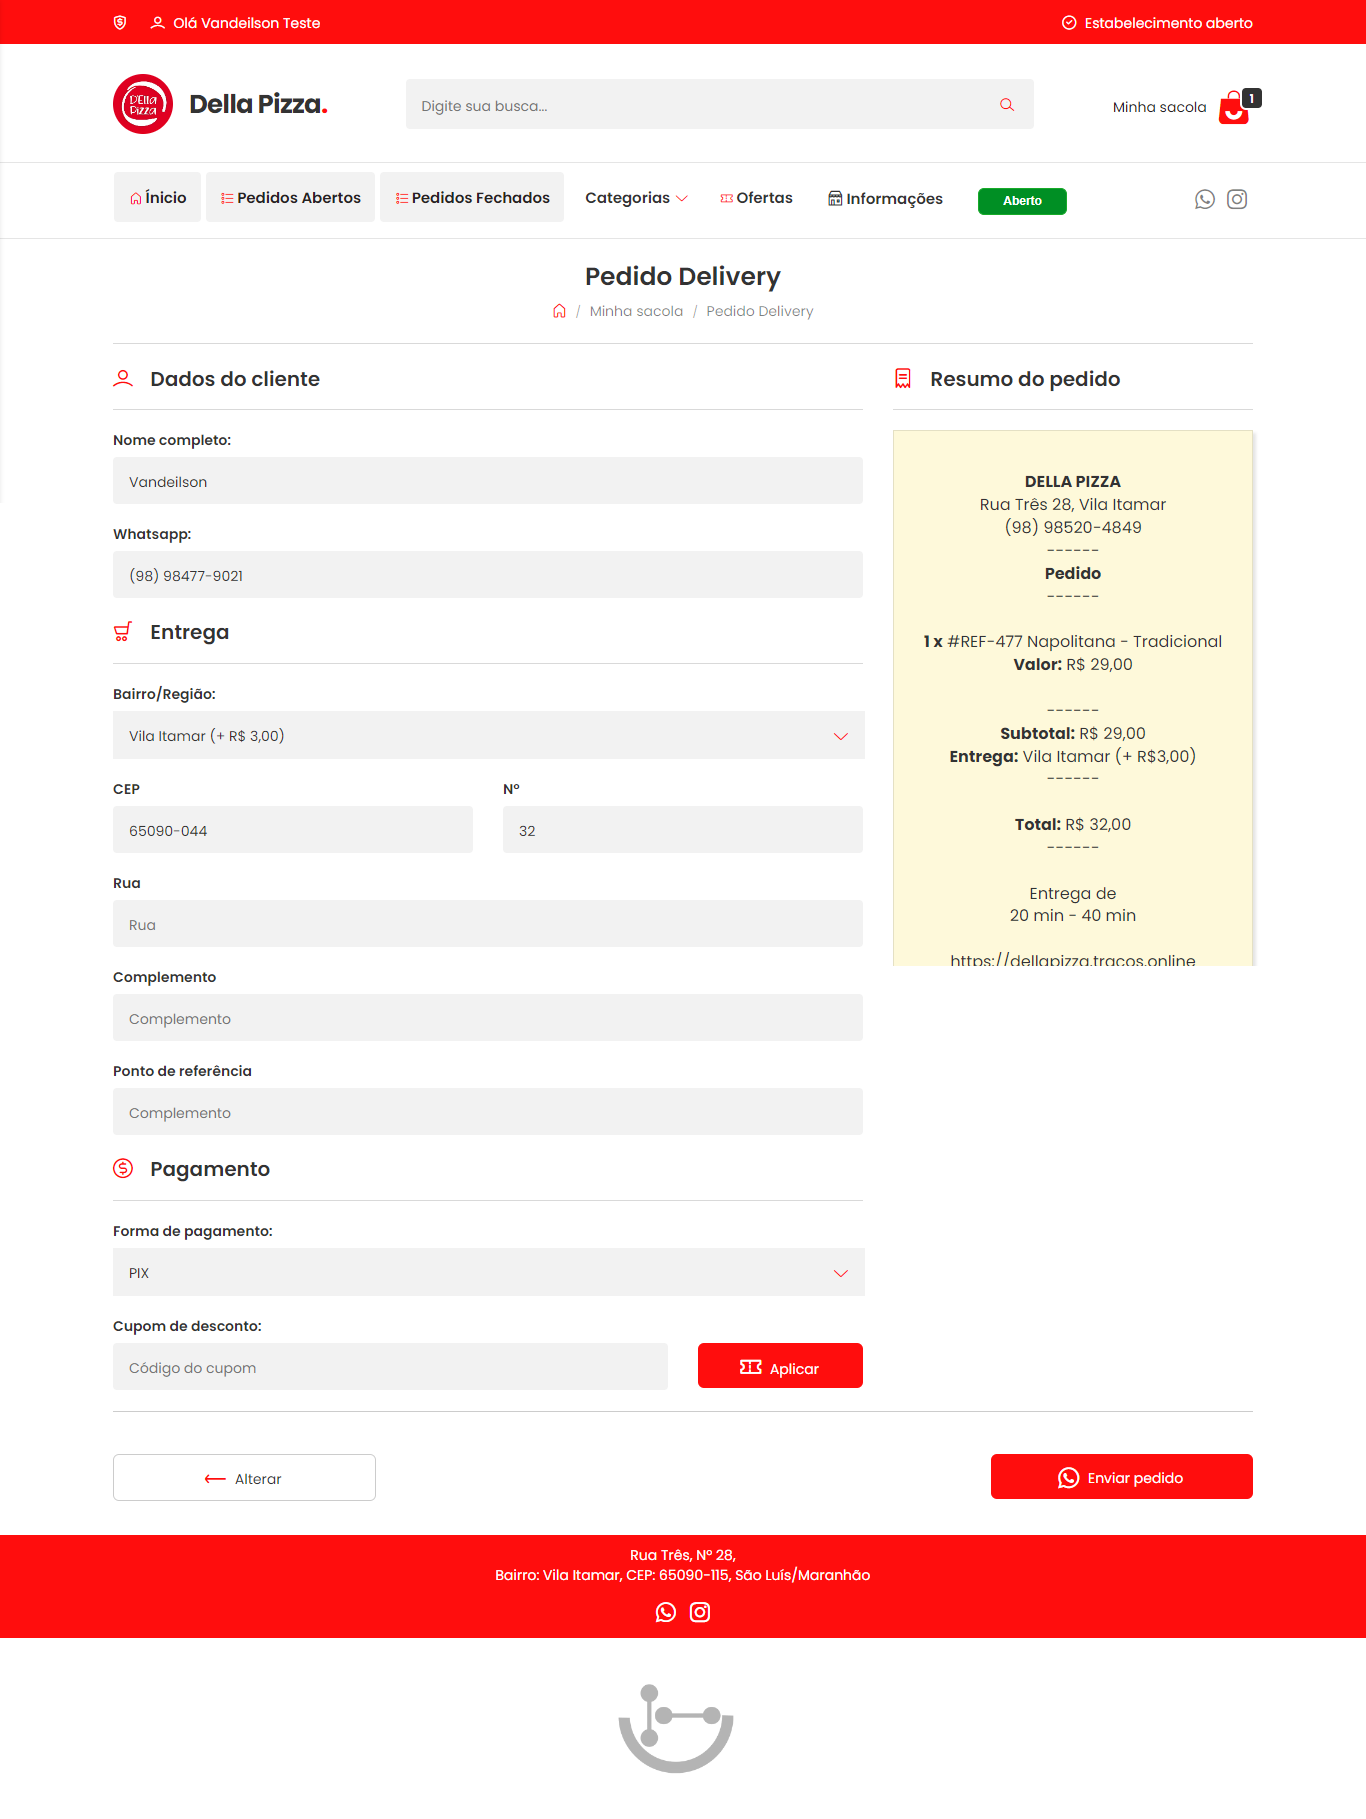 Olá Vandeilson Teste
Estabelecimento aberto
DElla
Pizza
Della Pizza.
Digite sua busca...
Minha sacola
1
Ínicio
Pedidos Abertos
Pedidos Fechados
Categorias
Ofertas
Informações
Aberto
Pedido Delivery
/ Minha sacola / Pedido Delivery
Dados do cliente
Nome completo:
Vandeilson
Whatsapp:
(98) 98477-9021
Entrega
Bairro/Região:
Vila Itamar (+ R$ 3,00)
CEP
Nº
65090-044
32
Rua
Rua
Complemento
Complemento
Ponto de referência
Complemento
Pagamento
Forma de pagamento:
PIX
Cupom de desconto:
Código do cupom
Aplicar
Resumo do pedido
DELLA PIZZA
Rua Três 28, Vila Itamar
(98) 98520-4849
------
Pedido
------
1 x #REF-477 Napolitana - Tradicional
Valor: R$ 29,00
------
Subtotal: R$ 29,00
Entrega: Vila Itamar (+ R$3,00)
------
Total: R$ 32,00
------
Entrega de
20 min - 40 min
https://dellapizza.tracos.online
Alterar
Enviar pedido
Rua Três, Nº 28,
Bairro: Vila Itamar, CEP: 65090-115, São Luís/Maranhão